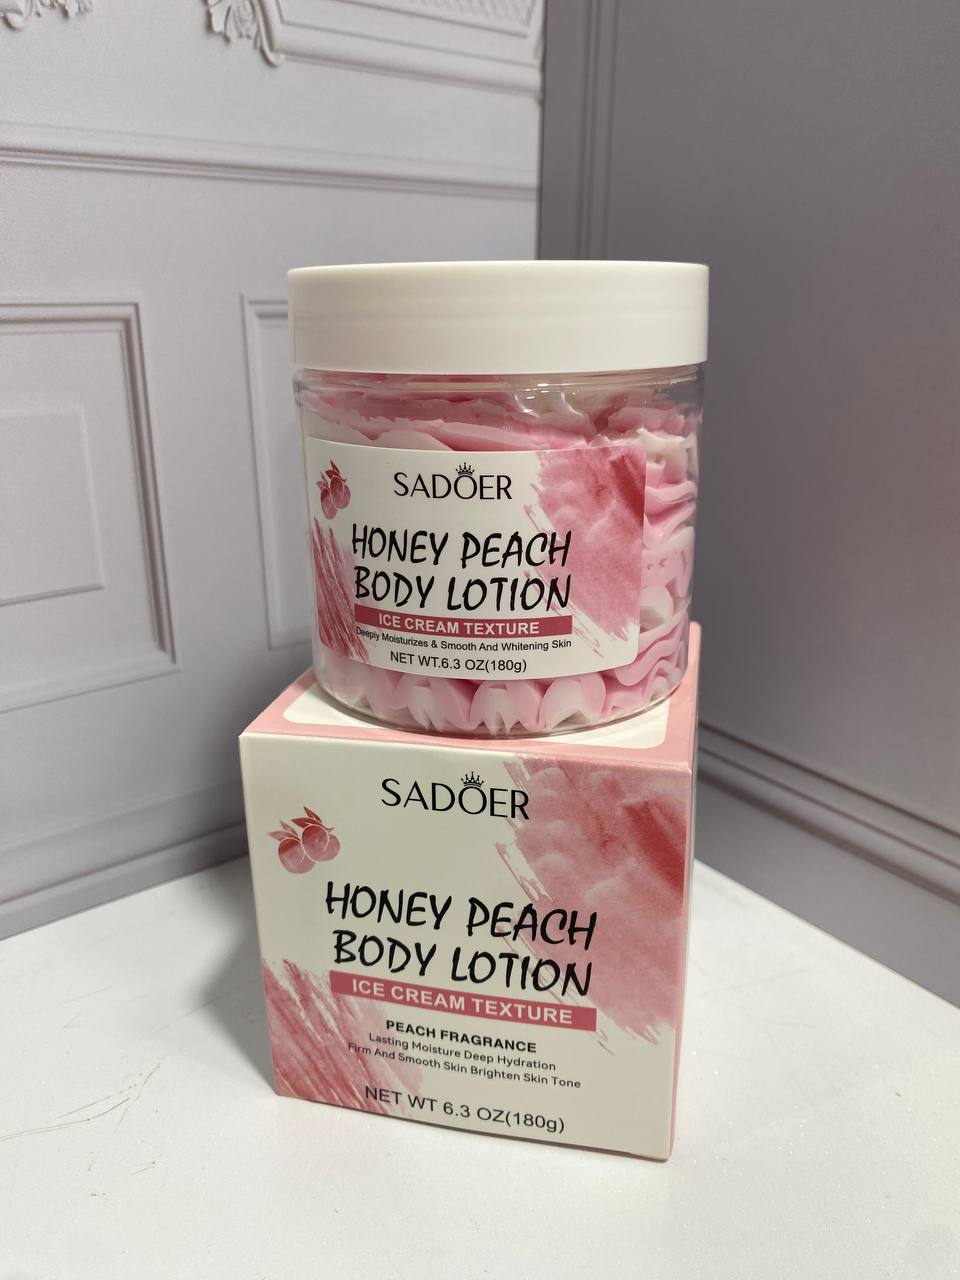 SADOER
HONEY PEACH
BODY LOTION
ICE CREAM TEXTURE
Deeply Moisturizes & Smooth And Whitening Skin
NET WT.6.3 OZ(180g)
SADOER
HONEY PEACH
BODY LOTION
ICE CREAM TEXTURE
PEACH FRAGRANCE
Lasting Moisture Deep Hydration
Firm And Smooth Skin Brighten Skin Tone
NET WT 6.3 OZ(180g)